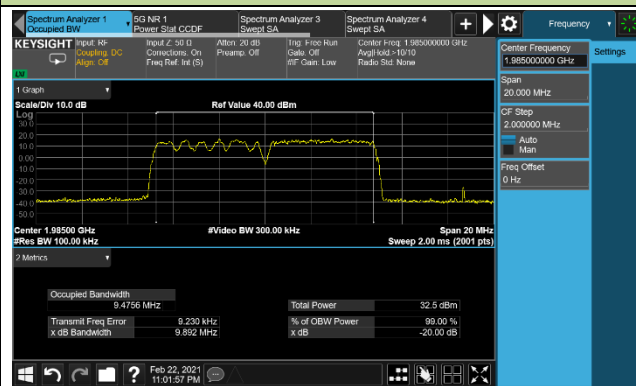 Spectrum Analyzer 1
Occupied BW
5G NR 1
Power Stat CCDF
Spectrum Analyzer 3
Swept SA
Spectrum Analyzer 4
Swept SA
+
Frequency
KEYSIGHT
Input: RF
Coupling: DC
Align: Off
Input Z: 50 Ω
Corrections: On
Freq Ref: Int (S)
Atten: 20 dB
Preamp: Off
Trig: Free Run
Gate: Off
#IF Gain: Low
Center Freq: 1.985000000 GHz
Avg|Hold:>10/10
Radio Std: None
Center Frequency
1.985000000 GHz
Settings
Span
20.000 MHz
CF Step
2.000000 MHz
Auto
Man
Freq Offset
0 Hz
1 Graph
Scale/Div 10.0 dB
Ref Value 40.00 dBm
Log
30.0
20.0
10.0
0.00
-10.0
-20.0
-30.0
-40.0
-50.0
Center 1.98500 GHz
#Video BW 300.00 kHz
Span 20 MHz
#Res BW 100.00 kHz
Sweep 2.00 ms (2001 pts)
2 Metrics
Occupied Bandwidth
9.4756 MHz
Total Power
32.5 dBm
Transmit Freq Error
9.230 kHz
% of OBW Power
99.00 %
x dB Bandwidth
9.892 MHz
x dB
-20.00 dB
Feb 22, 2021
11:01:57 PM